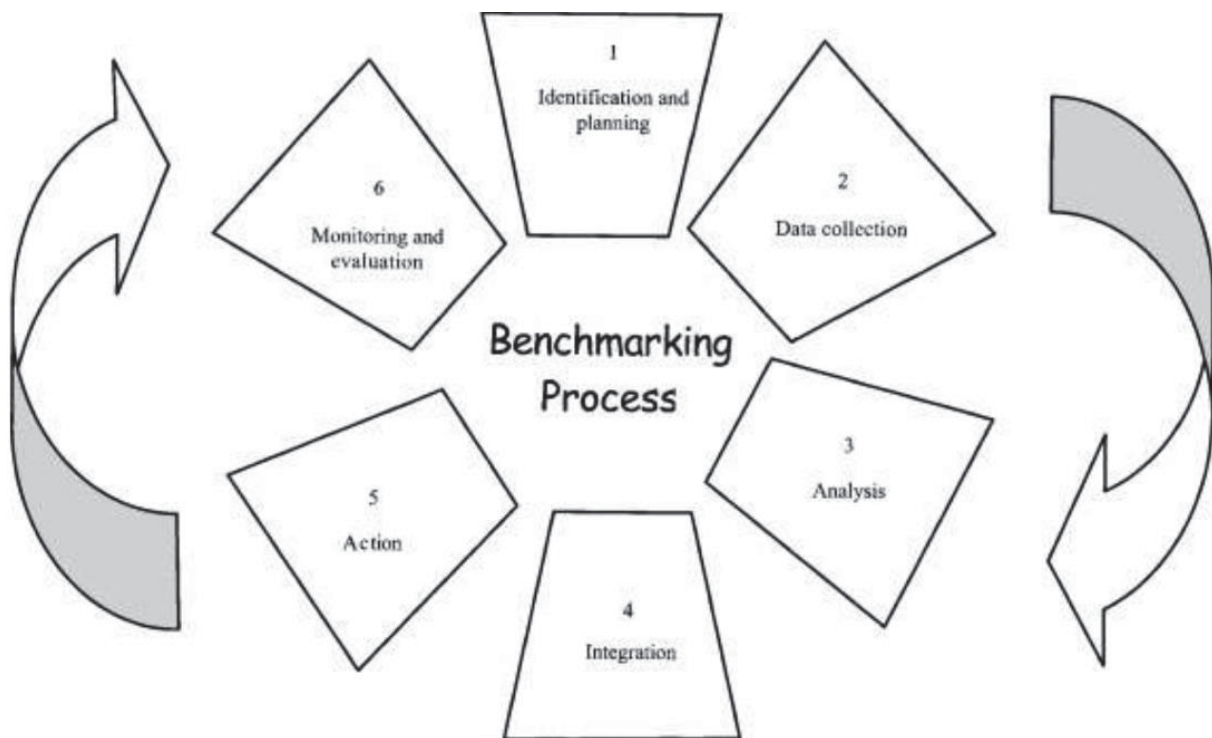 1
Identification and
planning
2
Data collection
3
Analysis
4
Integration
5
Action
6
Monitoring and
evaluation
Benchmarking
Process